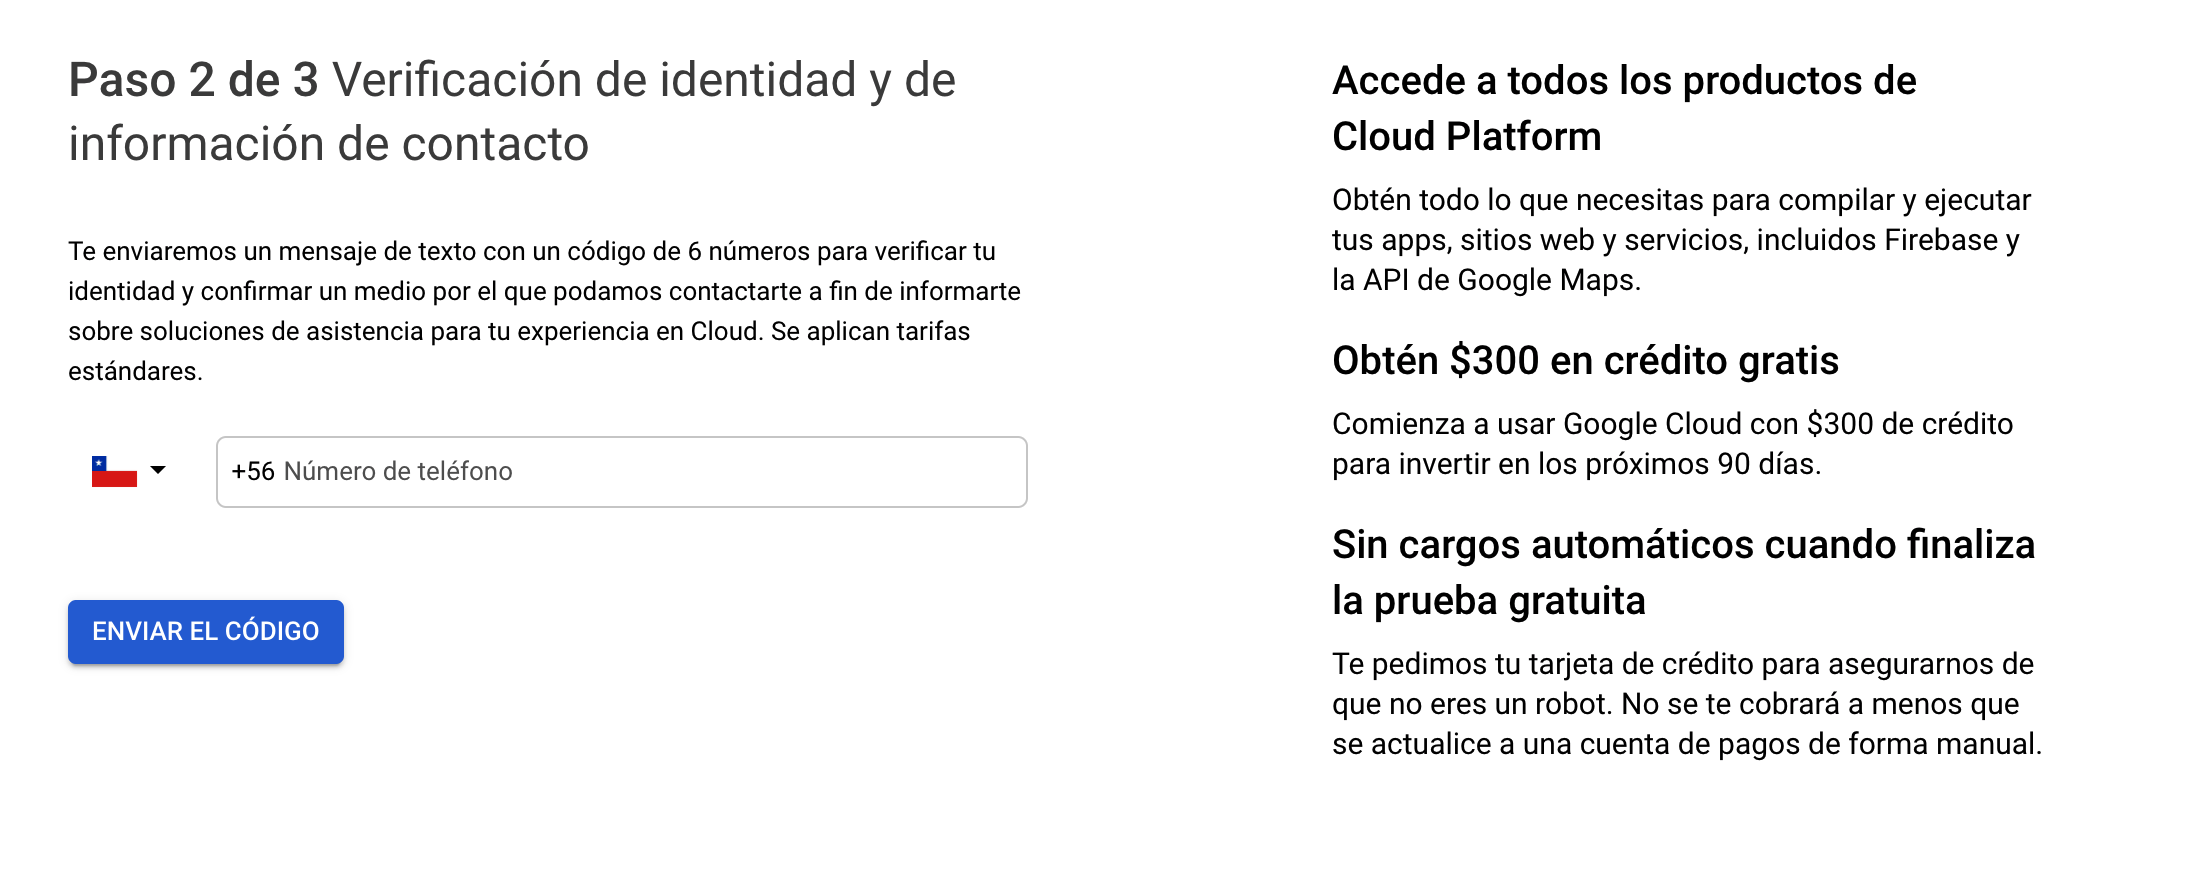 Paso 2 de 3 Verificación de identidad y de
información de contacto
Te enviaremos un mensaje de texto con un código de 6 números para verificar tu
identidad y confirmar un medio por el que podamos contactarte a fin de informarte
sobre soluciones de asistencia para tu experiencia en Cloud. Se aplican tarifas
estándares.
+56 Número de teléfono
ENVIAR EL CÓDIGO
Accede a todos los productos de
Cloud Platform
Obtén todo lo que necesitas para compilar y ejecutar
tus apps, sitios web y servicios, incluidos Firebase y
la API de Google Maps.
Obtén $300 en crédito gratis
Comienza a usar Google Cloud con $300 de crédito
para invertir en los próximos 90 días.
Sin cargos automáticos cuando finaliza
la prueba gratuita
Te pedimos tu tarjeta de crédito para asegurarnos de
que no eres un robot. No se te cobrará a menos que
se actualice a una cuenta de pagos de forma manual.